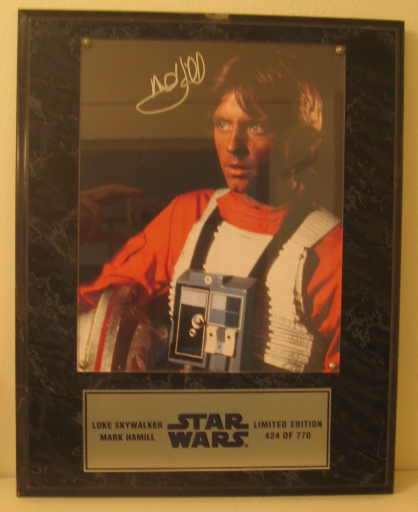 LUKE SKYWALKER
MARK HAMILL
STAR
WARS
LIMITED EDITION
424 OF 770